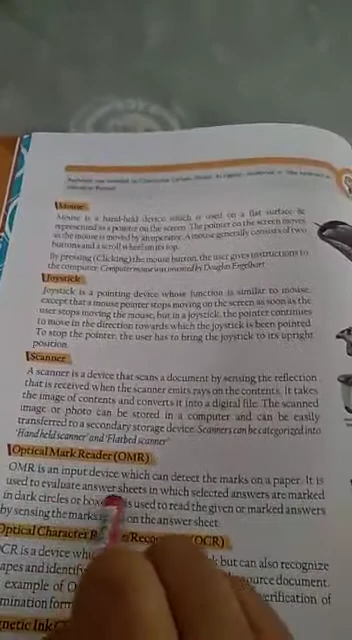 Mouse
Mouse is a hand-held device which is used on a flat surface &
represented as a pointer on the screen. The pointer on the screen moves
as the mouse is moved by an operator. A mouse generally consists of two
buttons and a scroll wheel on its top.
By pressing (Clicking) the mouse button, the user gives instructions to
the computer. Computer mouse was invented by Douglas Engelbart.
Joystick
Joystick is a pointing device whose function is similar to mouse,
except that a mouse pointer stops moving on the screen as soon as the
user stops moving the mouse, but in a joystick, the pointer continues
to move in the direction towards which the joystick is been pointed.
To stop the pointer, the user has to bring the joystick to its upright
position.
Scanner
A scanner is a device that scans a document by sensing the reflection
that is received when the scanner emits rays on the contents. It takes
the image of contents and converts it into a digital file. The scanned
image or photo can be stored in a computer and can be easily
transferred to a secondary storage device. Scanners can be categorized into
'Hand held scanner' and 'Flatbed scanner'
Optical Mark Reader (OMR)
OMR is an input device which can detect the marks on a paper. It is
used to evaluate answer sheets in which selected answers are marked
in dark circles or is used to read the given or marked answers
by sensing the marks on the answer sheet.
Optical Reader/ (OCR)
OCR is a device but can also recognize
and source document.
example of O verification of